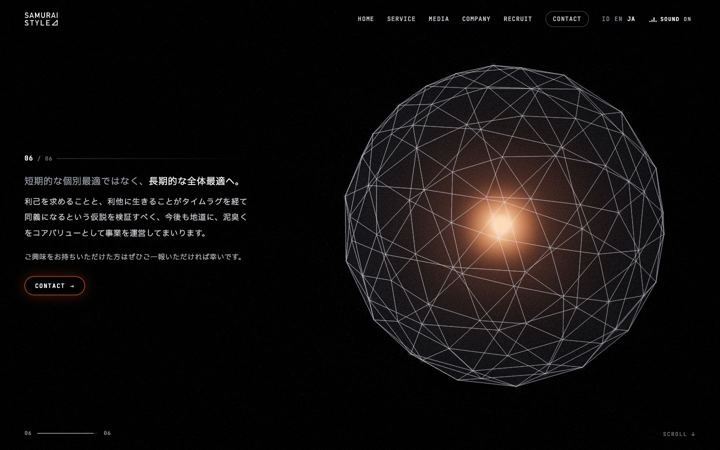 SAMURAI
STYLE
HOME SERVICE MEDIA COMPANY RECRUIT CONTACT ID EN JA SOUND ON
06 / 06
短期的な個別最適ではなく、長期的な全体最適へ。
利己を求めることと、利他に生きることがタイムラグを経て
同義になるという仮説を検証すべく、今後も地道に、泥臭く
をコアバリューとして事業を運営してまいります。
ご興味をお持ちいただけた方はぜひご一報いただければ幸いです。
CONTACT →
06 06
SCROLL ↓